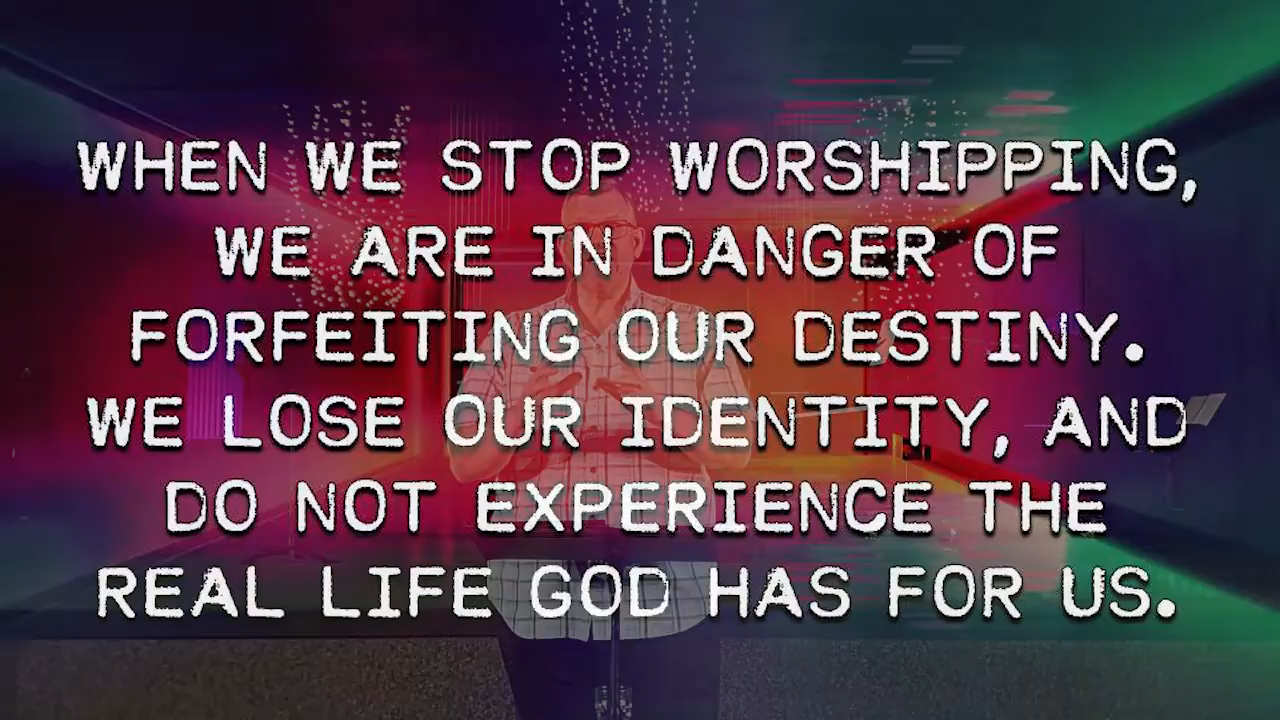 WHEN WE STOP WORSHIPPING,
WE ARE IN DANGER OF
FORFEITING OUR DESTINY.
WE LOSE OUR IDENTITY, AND
DO NOT EXPERIENCE THE
REAL LIFE GOD HAS FOR US.